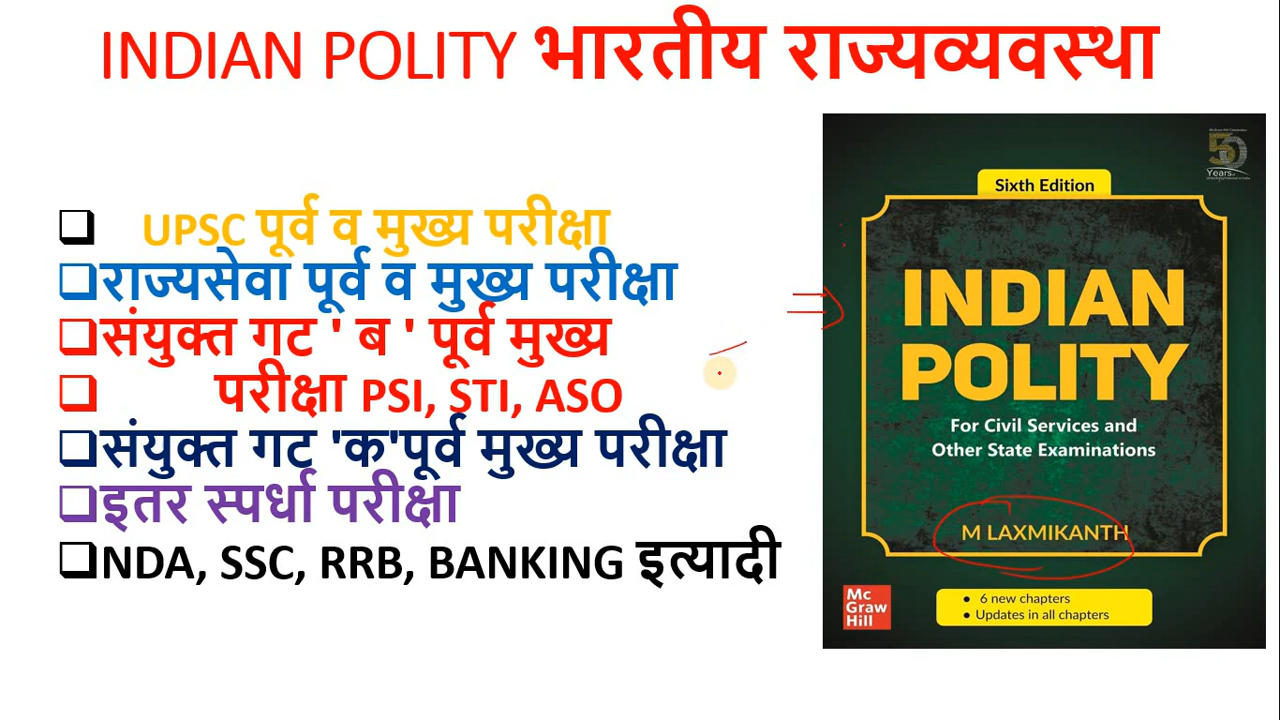 INDIAN POLITY भारतीय राज्यव्यवस्था
UPSC पूर्व व मुख्य परीक्षा
राज्यसेवा पूर्व व मुख्य परीक्षा
संयुक्त गट ' ब ' पूर्व मुख्य
परीक्षा PSI, STI, ASO
संयुक्त गट 'क'पूर्व मुख्य परीक्षा
इतर स्पर्धा परीक्षा
NDA, SSC, RRB, BANKING इत्यादी
50
Years
Sixth Edition
INDIAN
POLITY
For Civil Services and
Other State Examinations
M LAXMIKANTH
Mc
Graw
Hill
• 6 new chapters
• Updates in all chapters